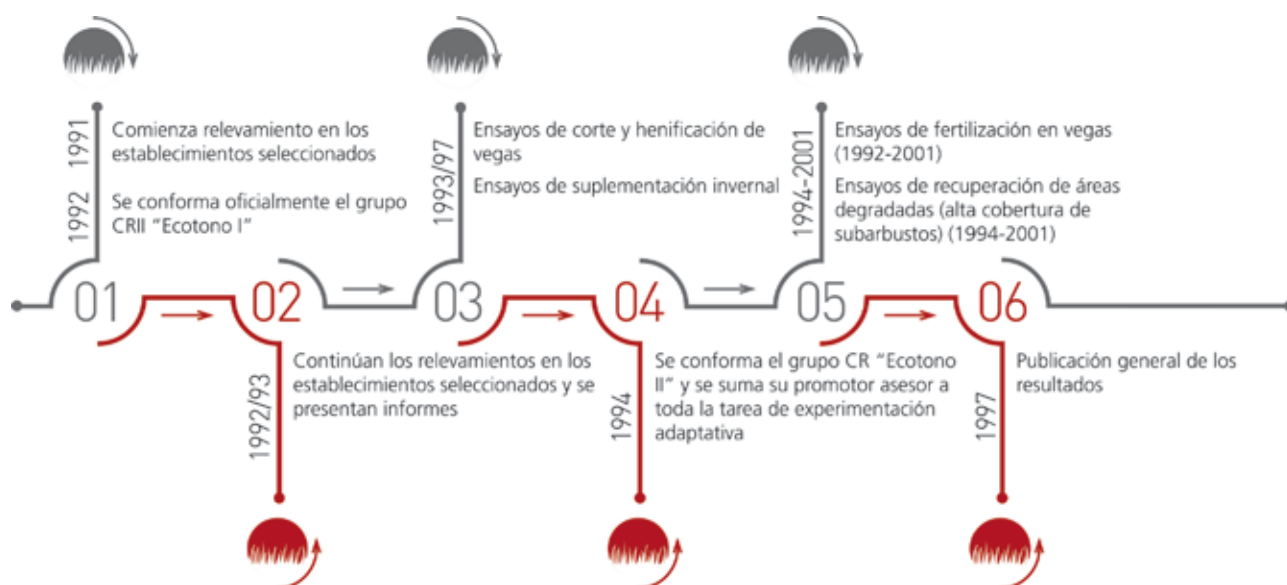 1991
Comienza relevamiento en los
establecimientos seleccionados
1992
Se conforma oficialmente el grupo
CRII "Ecotono I"
01
02
1992/93
Continúan los relevamientos en los
establecimientos seleccionados y se
presentan informes
1993/97
Ensayos de corte y henificación de
vegas
Ensayos de suplementación invernal
03
04
1994
Se conforma el grupo CR "Ecotono
II" y se suma su promotor asesor a
toda la tarea de experimentación
adaptativa
1994-2001
Ensayos de fertilización en vegas
(1992-2001)
Ensayos de recuperación de áreas
degradadas (alta cobertura de
subarbustos) (1994-2001)
05
06
1997
Publicación general de los
resultados